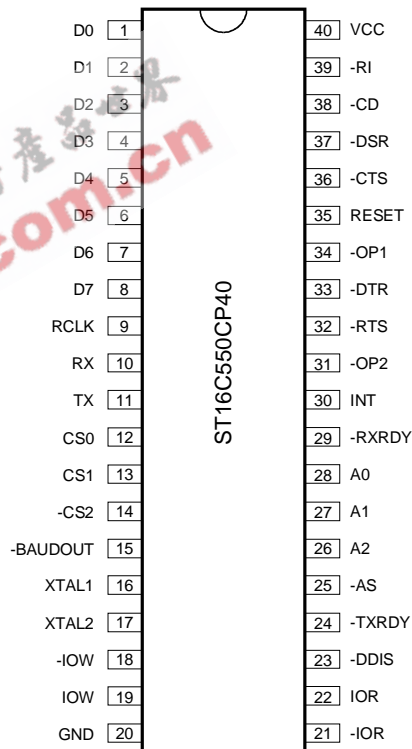 D0 1 40 VCC
D1 2 39 -RI
D2 3 38 -CD
D3 4 37 -DSR
D4 5 36 -CTS
D5 6 35 RESET
D6 7 34 -OP1
D7 8 33 -DTR
RCLK 9 32 -RTS
RX 10 31 -OP2
TX 11 30 INT
CS0 12 29 -RXRDY
CS1 13 28 A0
-CS2 14 27 A1
-BAUDOUT 15 26 A2
XTAL1 16 25 -AS
XTAL2 17 24 -TXRDY
-IOW 18 23 -DDIS
IOW 19 22 IOR
GND 20 21 -IOR
ST16C550CP40
產品世界
com.cn